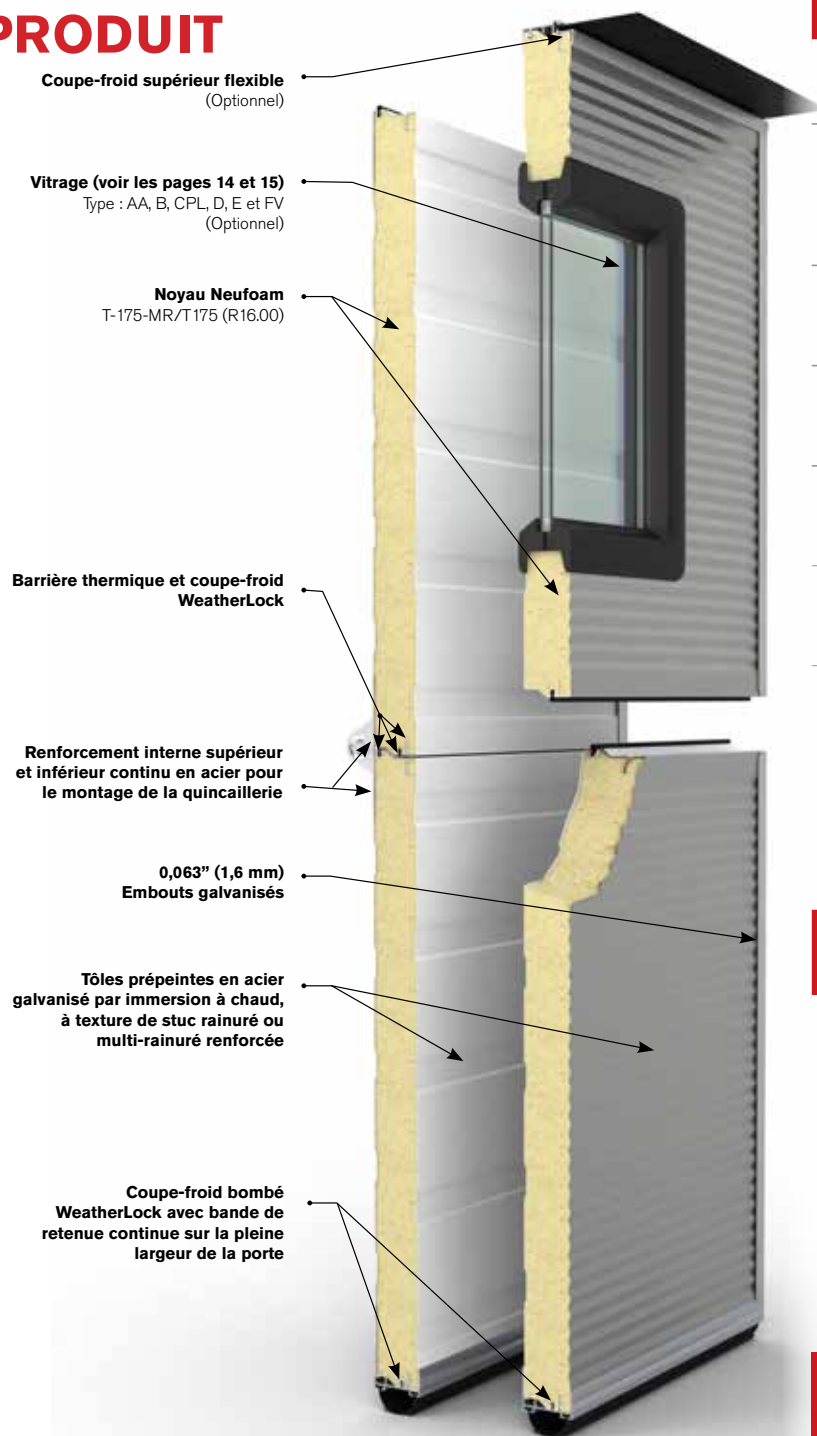 PRODUIT
Coupe-froid supérieur flexible
(Optionnel)
Vitrage (voir les pages 14 et 15)
Type : AA, B, CPL, D, E et FV
(Optionnel)
Noyau Neufoam
T-175-MR/T175 (R16.00)
Barrière thermique et coupe-froid
WeatherLock
Renforcement interne supérieur
et inférieur continu en acier pour
le montage de la quincaillerie
0,063" (1,6 mm)
Embouts galvanisés
Tôles prépeintes en acier
galvanisé par immersion à chaud,
à texture de stuc rainuré ou
multi-rainuré renforcée
Coupe-froid bombé
WeatherLock avec bande de
retenue continue sur la pleine
largeur de la porte